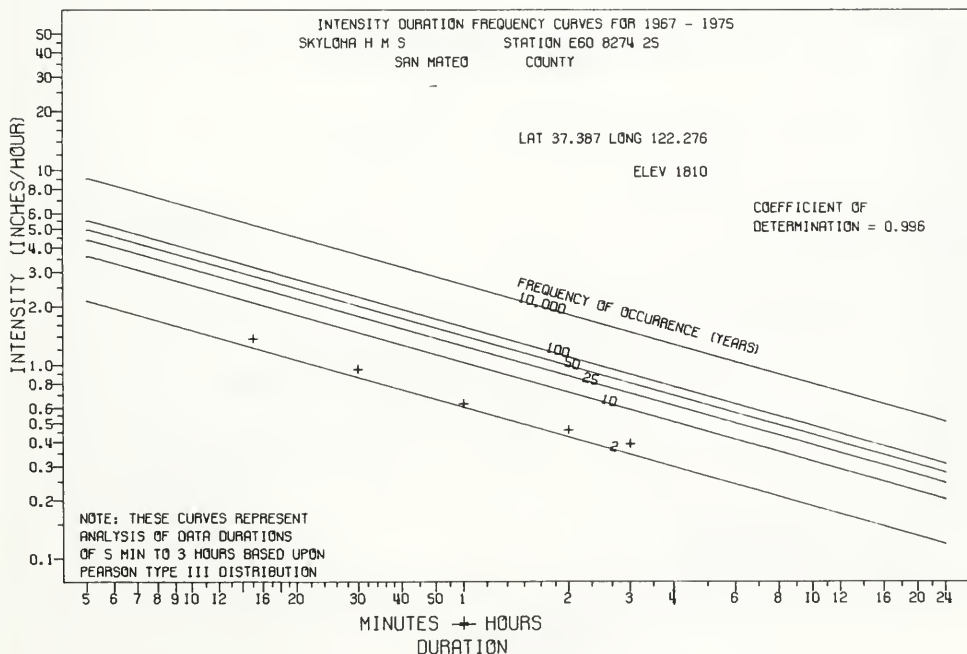 INTENSITY DURATION FREQUENCY CURVES FOR 1967 - 1975
SKYLOHA H M S STATION E60 8274 25
SAN MATEO COUNTY
LAT 37.387 LONG 122.276
ELEV 1810
COEFFICIENT OF
DETERMINATION = 0.996
INTENSITY (INCHES/HOUR)
50
40
30
20
10
8.0
6.0
5.0
4.0
3.0
2.0
1.0
0.8
0.6
0.5
0.4
0.3
0.2
0.1
FREQUENCY OF OCCURRENCE (YEARS)
10,000
100
50
25
10
2
NOTE: THESE CURVES REPRESENT
ANALYSIS OF DATA DURATIONS
OF 5 MIN TO 3 HOURS BASED UPON
PEARSON TYPE III DISTRIBUTION
5 6 7 8 9 10 12 16 20 30 40 50 1 2 3 4 6 8 10 12 16 20 24
MINUTES + HOURS
DURATION